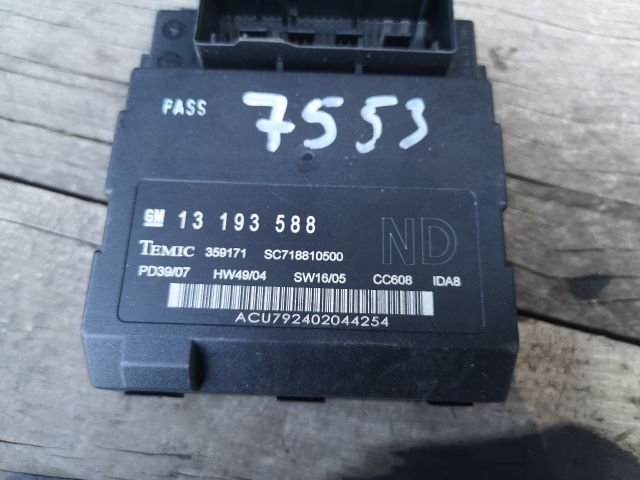 PASS 7553
GM 13 193 588 ND
TEMIC 359171 SC718810500
PD39/07 HW49/04 SW16/05 CC608 IDA8
ACU792402044254